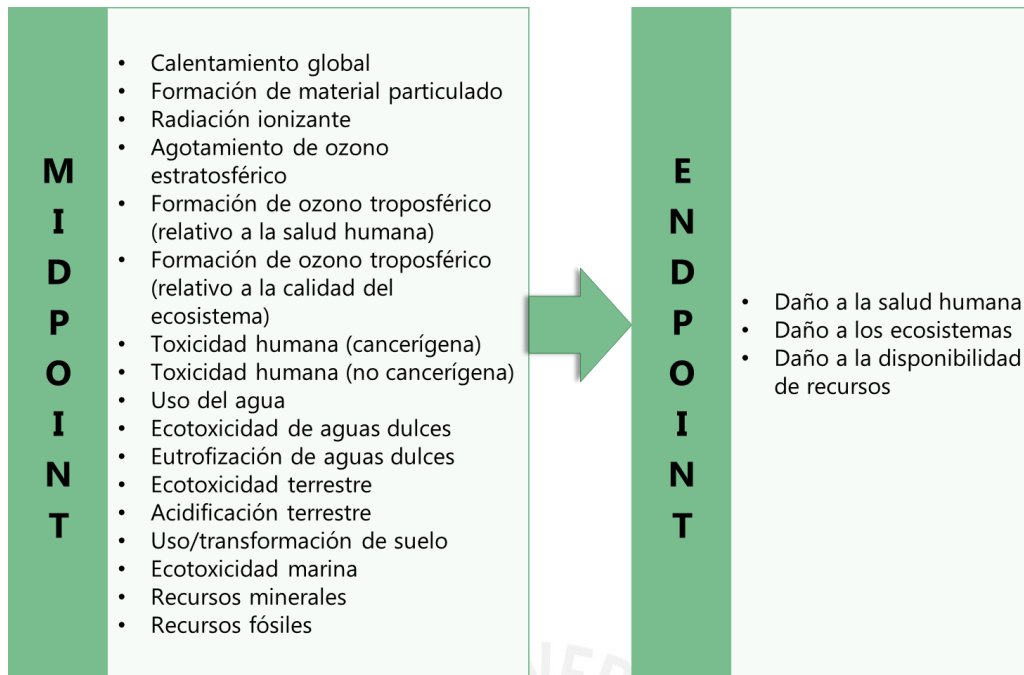 MIDPOINT
• Calentamiento global
• Formación de material particulado
• Radiación ionizante
• Agotamiento de ozono
estratosférico
• Formación de ozono troposférico
(relativo a la salud humana)
• Formación de ozono troposférico
(relativo a la calidad del
ecosistema)
• Toxicidad humana (cancerígena)
• Toxicidad humana (no cancerígena)
• Uso del agua
• Ecotoxicidad de aguas dulces
• Eutrofización de aguas dulces
• Ecotoxicidad terrestre
• Acidificación terrestre
• Uso/transformación de suelo
• Ecotoxicidad marina
• Recursos minerales
• Recursos fósiles
ENDPOINT
• Daño a la salud humana
• Daño a los ecosistemas
• Daño a la disponibilidad
de recursos